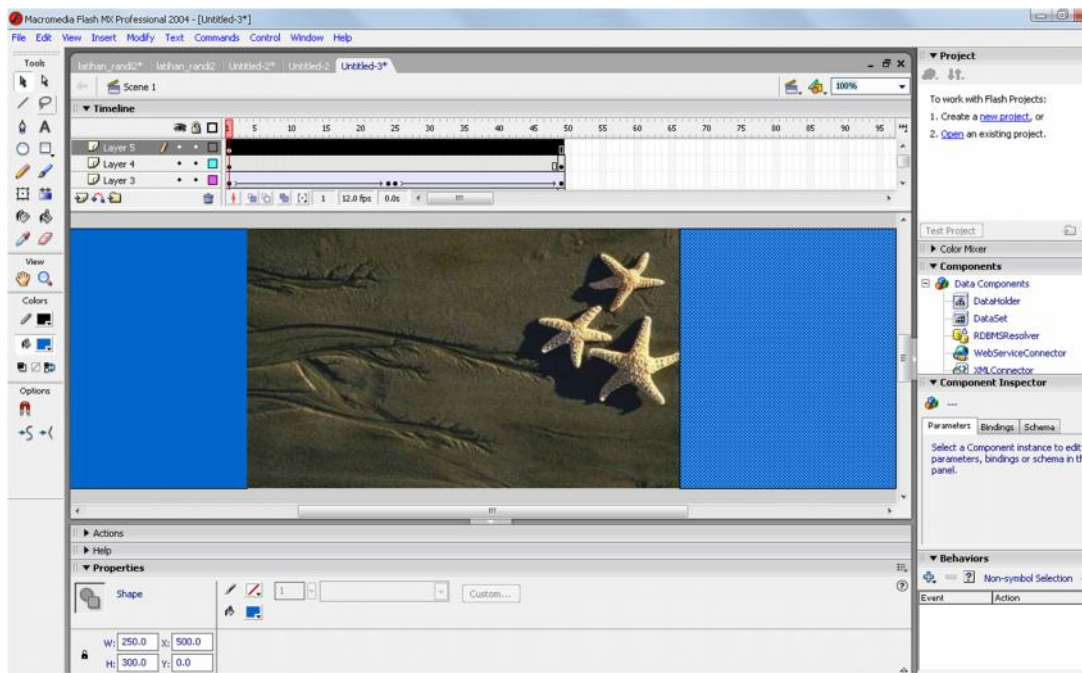 Macromedia Flash MX Professional 2004 - [Untitled-3*]
File Edit View Insert Modify Text Commands Control Window Help
Tools
View
Colors
Options
latihan_randi2* latihan_randi2 Untitled-2* Untitled-2 Untitled-3*
Scene 1
100%
Timeline
1 5 10 15 20 25 30 35 40 45 50 55 60 65 70 75 80 85 90 95
Layer 5
Layer 4
Layer 3
1 12.0 fps 0.0s
Actions
Help
Properties
Shape
1
Custom...
W: 250.0 X: 500.0
H: 300.0 Y: 0.0
Project
To work with Flash Projects:
1. Create a new project, or
2. Open an existing project.
Test Project
Color Mixer
Components
Data Components
DataHolder
DataSet
RDBMSResolver
WebServiceConnector
XMLConnector
Component Inspector
...
Parameters Bindings Schema
Select a Component instance to edit
parameters, bindings or schema in th
panel.
Behaviors
Non-symbol Selection
Event Action